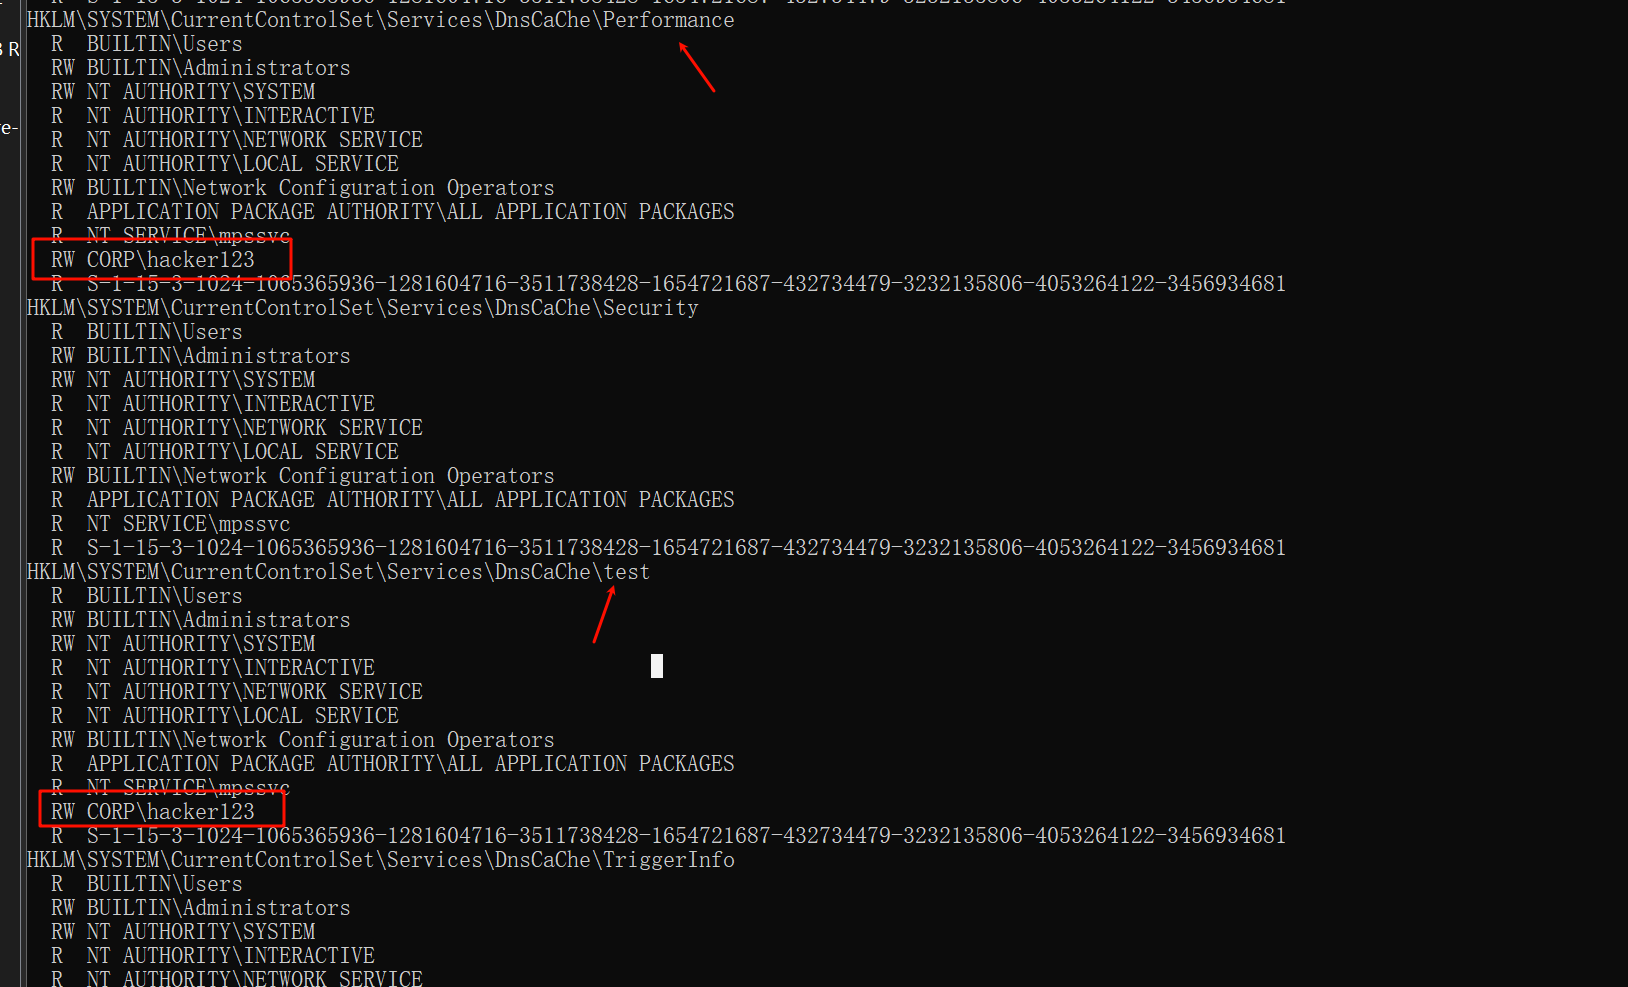 HKLM\SYSTEM\CurrentControlSet\Services\DnsCaChe\Performance
R BUILTIN\Users
RW BUILTIN\Administrators
RW NT AUTHORITY\SYSTEM
R NT AUTHORITY\INTERACTIVE
R NT AUTHORITY\NETWORK SERVICE
R NT AUTHORITY\LOCAL SERVICE
RW BUILTIN\Network Configuration Operators
R APPLICATION PACKAGE AUTHORITY\ALL APPLICATION PACKAGES
R NT SERVICE\mpssvc
RW CORP\hacker123
R S-1-15-3-1024-1065365936-1281604716-3511738428-1654721687-432734479-3232135806-4053264122-3456934681
HKLM\SYSTEM\CurrentControlSet\Services\DnsCaChe\Security
R BUILTIN\Users
RW BUILTIN\Administrators
RW NT AUTHORITY\SYSTEM
R NT AUTHORITY\INTERACTIVE
R NT AUTHORITY\NETWORK SERVICE
R NT AUTHORITY\LOCAL SERVICE
RW BUILTIN\Network Configuration Operators
R APPLICATION PACKAGE AUTHORITY\ALL APPLICATION PACKAGES
R NT SERVICE\mpssvc
R S-1-15-3-1024-1065365936-1281604716-3511738428-1654721687-432734479-3232135806-4053264122-3456934681
HKLM\SYSTEM\CurrentControlSet\Services\DnsCaChe\test
R BUILTIN\Users
RW BUILTIN\Administrators
RW NT AUTHORITY\SYSTEM
R NT AUTHORITY\INTERACTIVE
R NT AUTHORITY\NETWORK SERVICE
R NT AUTHORITY\LOCAL SERVICE
RW BUILTIN\Network Configuration Operators
R APPLICATION PACKAGE AUTHORITY\ALL APPLICATION PACKAGES
R NT SERVICE\mpssvc
RW CORP\hacker123
R S-1-15-3-1024-1065365936-1281604716-3511738428-1654721687-432734479-3232135806-4053264122-3456934681
HKLM\SYSTEM\CurrentControlSet\Services\DnsCaChe\TriggerInfo
R BUILTIN\Users
RW BUILTIN\Administrators
RW NT AUTHORITY\SYSTEM
R NT AUTHORITY\INTERACTIVE
R NT AUTHORITY\NETWORK SERVICE